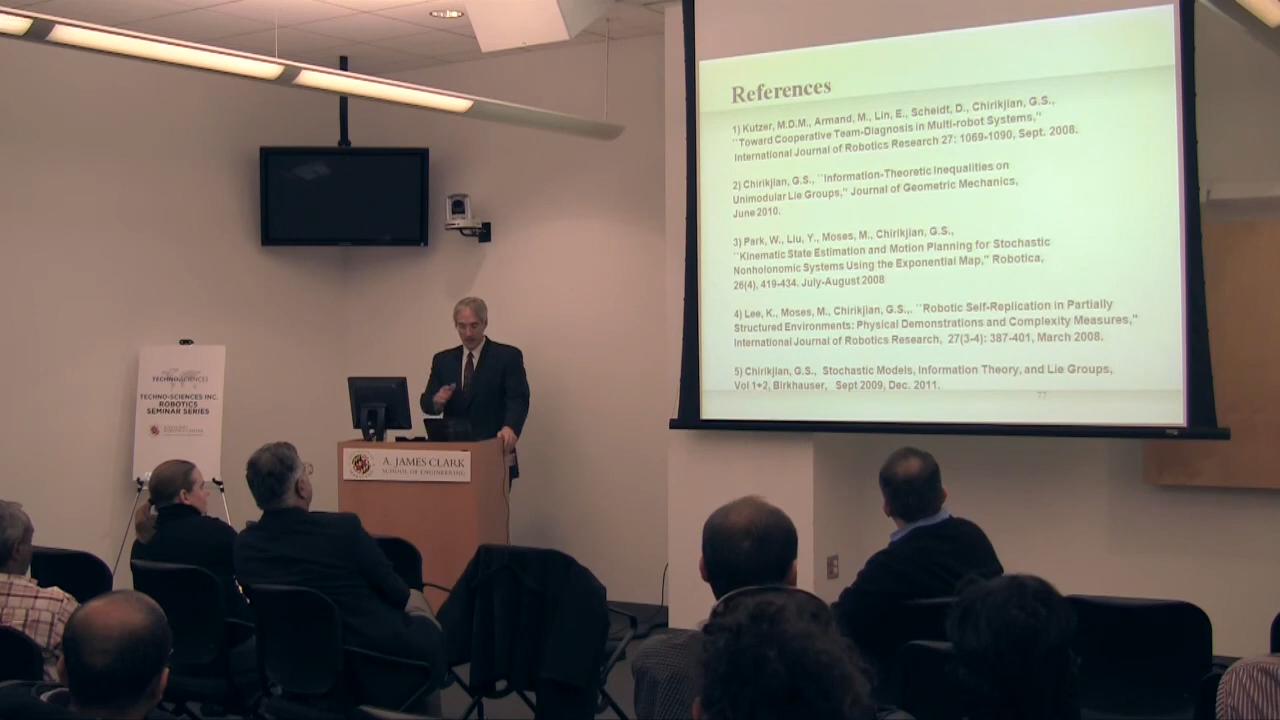 References
1) Kutzer, M.D.M., Armand, M., Lin, E., Scheidt, D., Chirikjian, G.S.,
``Toward Cooperative Team-Diagnosis in Multi-robot Systems,"
International Journal of Robotics Research 27: 1069-1090, Sept. 2008.
2) Chirikjian, G.S., ``Information-Theoretic Inequalities on
Unimodular Lie Groups," Journal of Geometric Mechanics,
June 2010.
3) Park, W., Liu, Y., Moses, M., Chirikjian, G.S.,
``Kinematic State Estimation and Motion Planning for Stochastic
Nonholonomic Systems Using the Exponential Map," Robotica,
26(4), 419-434. July-August 2008
4) Lee, K., Moses, M., Chirikjian, G.S.,. ``Robotic Self-Replication in Partially
Structured Environments: Physical Demonstrations and Complexity Measures,"
International Journal of Robotics Research, 27(3-4): 387-401, March 2008.
5) Chirikjian, G.S., Stochastic Models, Information Theory, and Lie Groups,
Vol 1+2, Birkhauser, Sept 2009, Dec. 2011.
77
TECHNO-SCIENCES
TECHNO-SCIENCES INC.
ROBOTICS
SEMINAR SERIES
A. JAMES CLARK
SCHOOL OF ENGINEERING